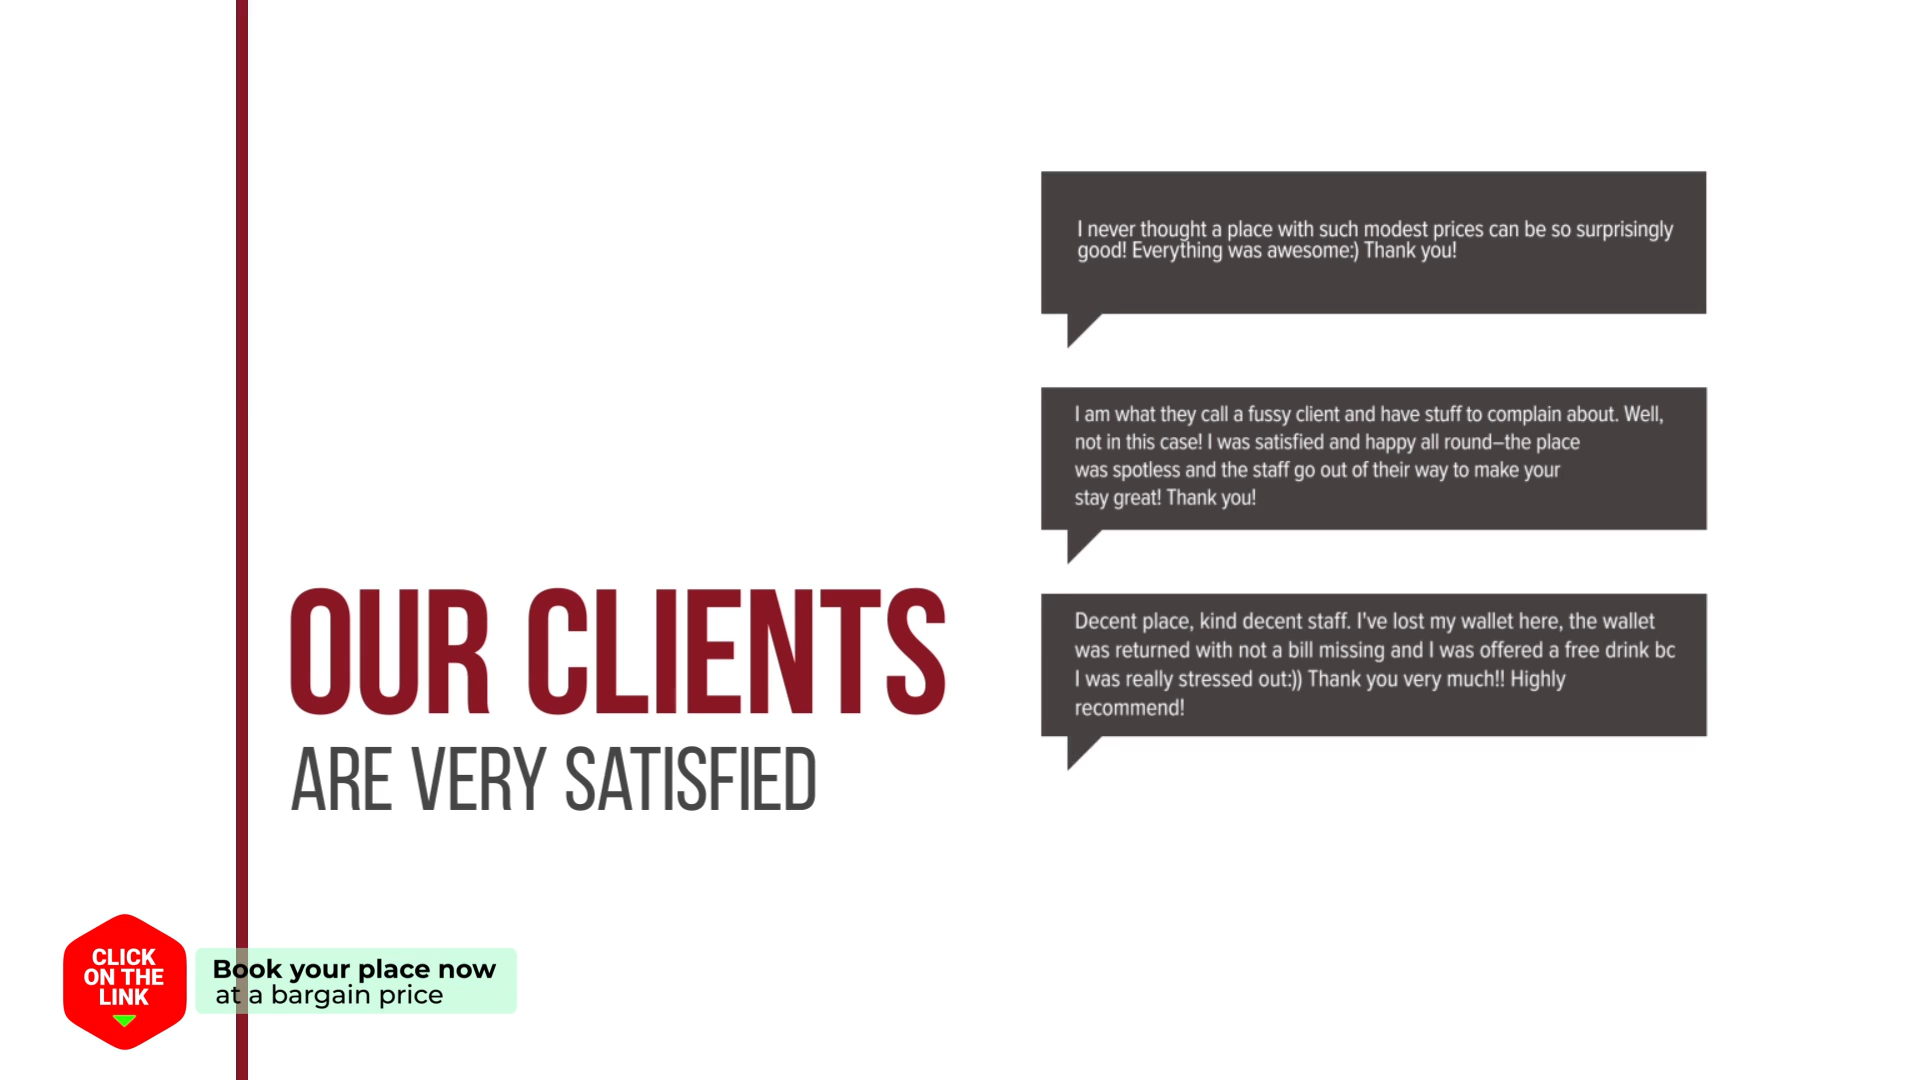 I never thought a place with such modest prices can be so surprisingly
good! Everything was awesome:) Thank you!
I am what they call a fussy client and have stuff to complain about. Well,
not in this case! I was satisfied and happy all round–the place
was spotless and the staff go out of their way to make your
stay great! Thank you!
Decent place, kind decent staff. I've lost my wallet here, the wallet
was returned with not a bill missing and I was offered a free drink bc
I was really stressed out:)) Thank you very much!! Highly
recommend!
OUR CLIENTS
ARE VERY SATISFIED
CLICK
ON THE
LINK
Book your place now
at a bargain price